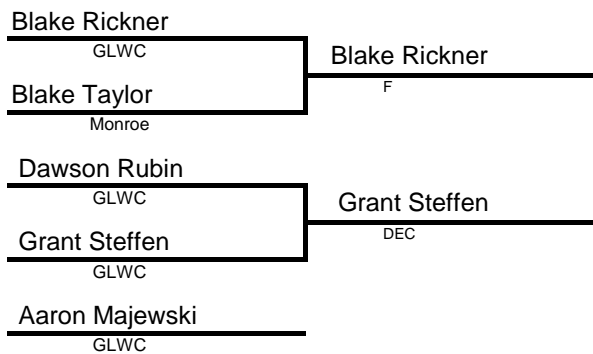 Blake Rickner
GLWC
Blake Rickner
F
Blake Taylor
Monroe
Dawson Rubin
GLWC
Grant Steffen
DEC
Grant Steffen
GLWC
Aaron Majewski
GLWC